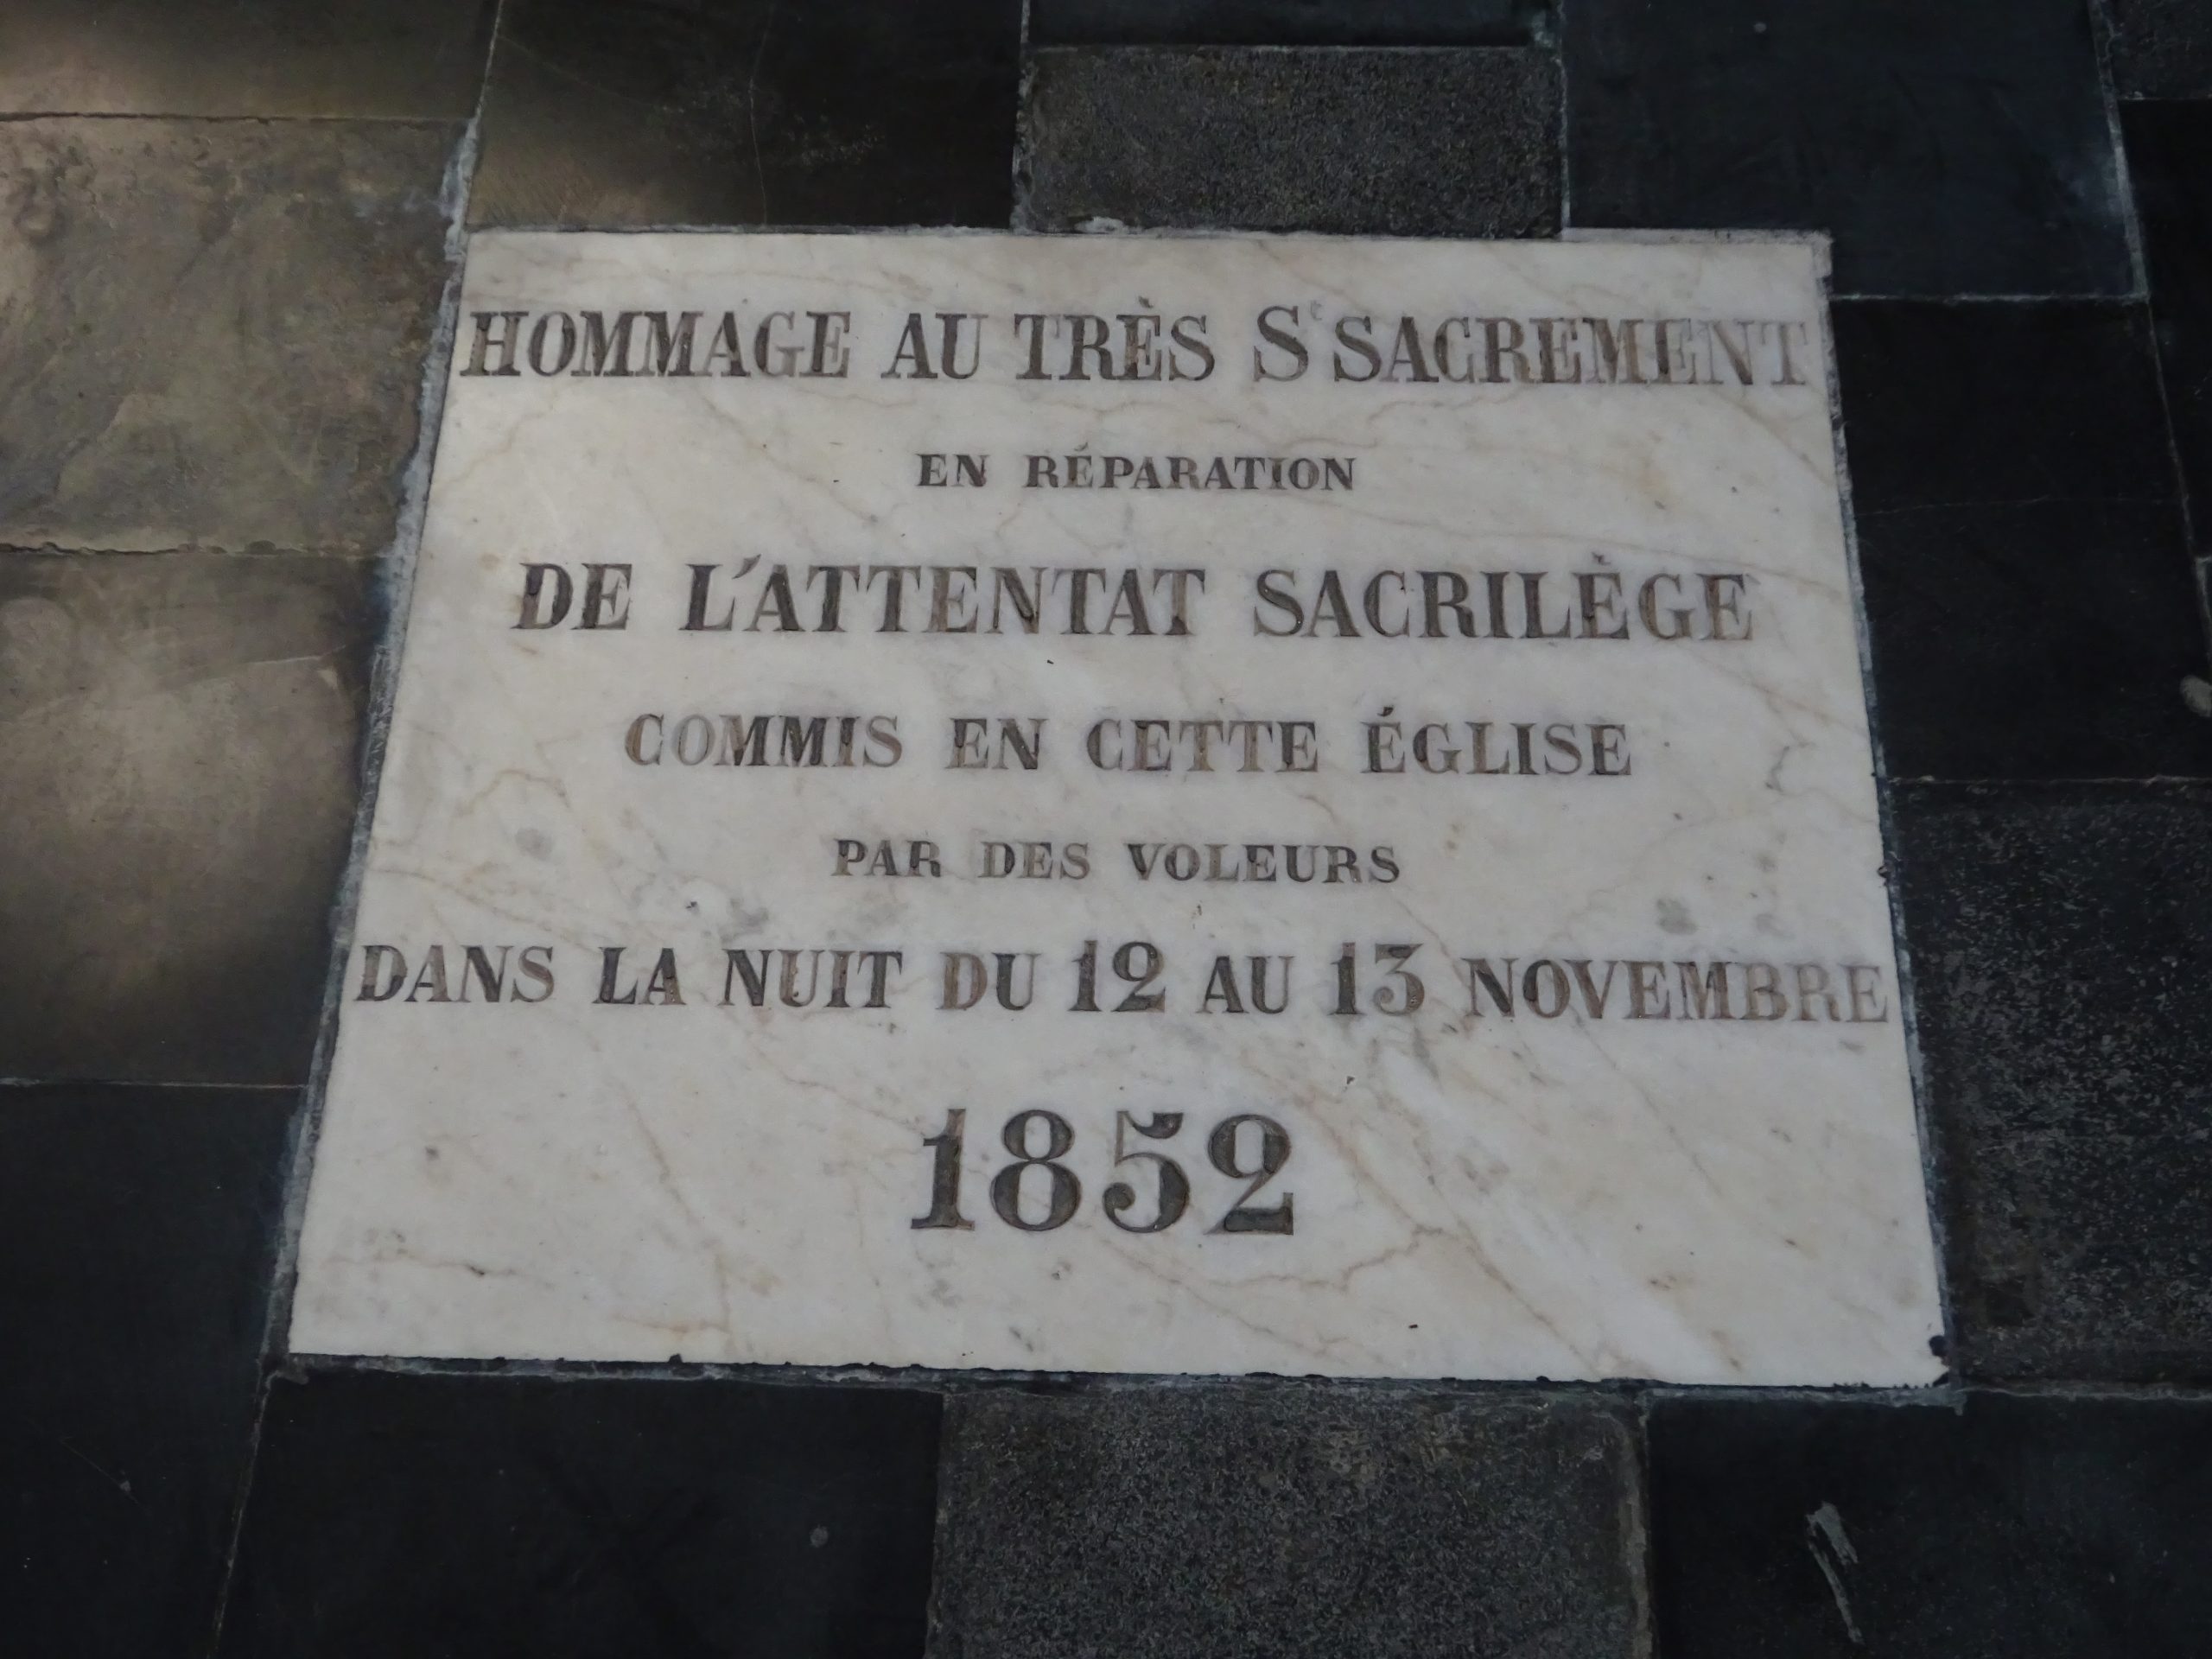 HOMMAGE AU TRÈS Sᵗ SACREMENT
EN RÉPARATION
DE L'ATTENTAT SACRILÈGE
COMMIS EN CETTE ÉGLISE
PAR DES VOLEURS
DANS LA NUIT DU 12 AU 13 NOVEMBRE
1852